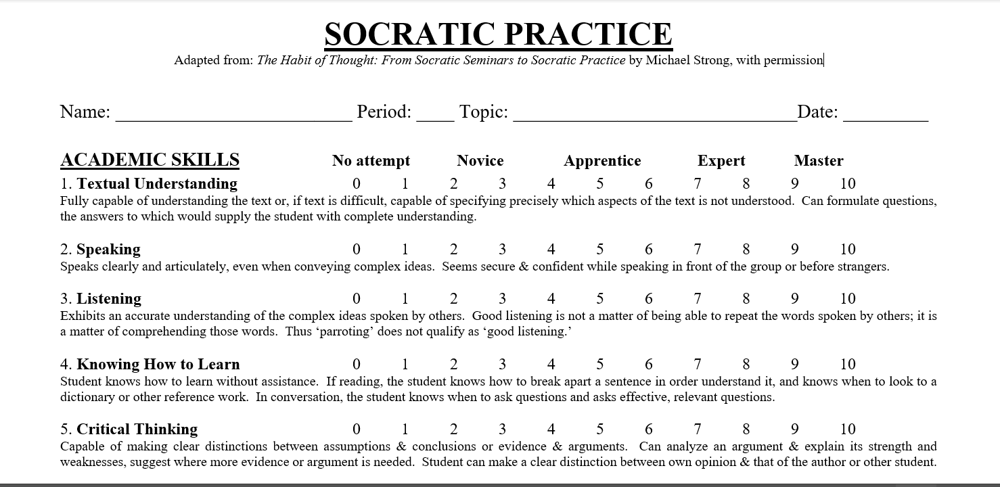 SOCRATIC PRACTICE
Adapted from: The Habit of Thought: From Socratic Seminars to Socratic Practice by Michael Strong, with permission
Name: _________________________ Period: ____ Topic: ______________________________Date: _________
ACADEMIC SKILLS No attempt Novice Apprentice Expert Master
1. Textual Understanding 0 1 2 3 4 5 6 7 8 9 10
Fully capable of understanding the text or, if text is difficult, capable of specifying precisely which aspects of the text is not understood. Can formulate questions,
the answers to which would supply the student with complete understanding.
2. Speaking 0 1 2 3 4 5 6 7 8 9 10
Speaks clearly and articulately, even when conveying complex ideas. Seems secure & confident while speaking in front of the group or before strangers.
3. Listening 0 1 2 3 4 5 6 7 8 9 10
Exhibits an accurate understanding of the complex ideas spoken by others. Good listening is not a matter of being able to repeat the words spoken by others; it is
a matter of comprehending those words. Thus ‘parroting’ does not qualify as ‘good listening.’
4. Knowing How to Learn 0 1 2 3 4 5 6 7 8 9 10
Student knows how to learn without assistance. If reading, the student knows how to break apart a sentence in order understand it, and knows when to look to a
dictionary or other reference work. In conversation, the student knows when to ask questions and asks effective, relevant questions.
5. Critical Thinking 0 1 2 3 4 5 6 7 8 9 10
Capable of making clear distinctions between assumptions & conclusions or evidence & arguments. Can analyze an argument & explain its strength and
weaknesses, suggest where more evidence or argument is needed. Student can make a clear distinction between own opinion & that of the author or other student.